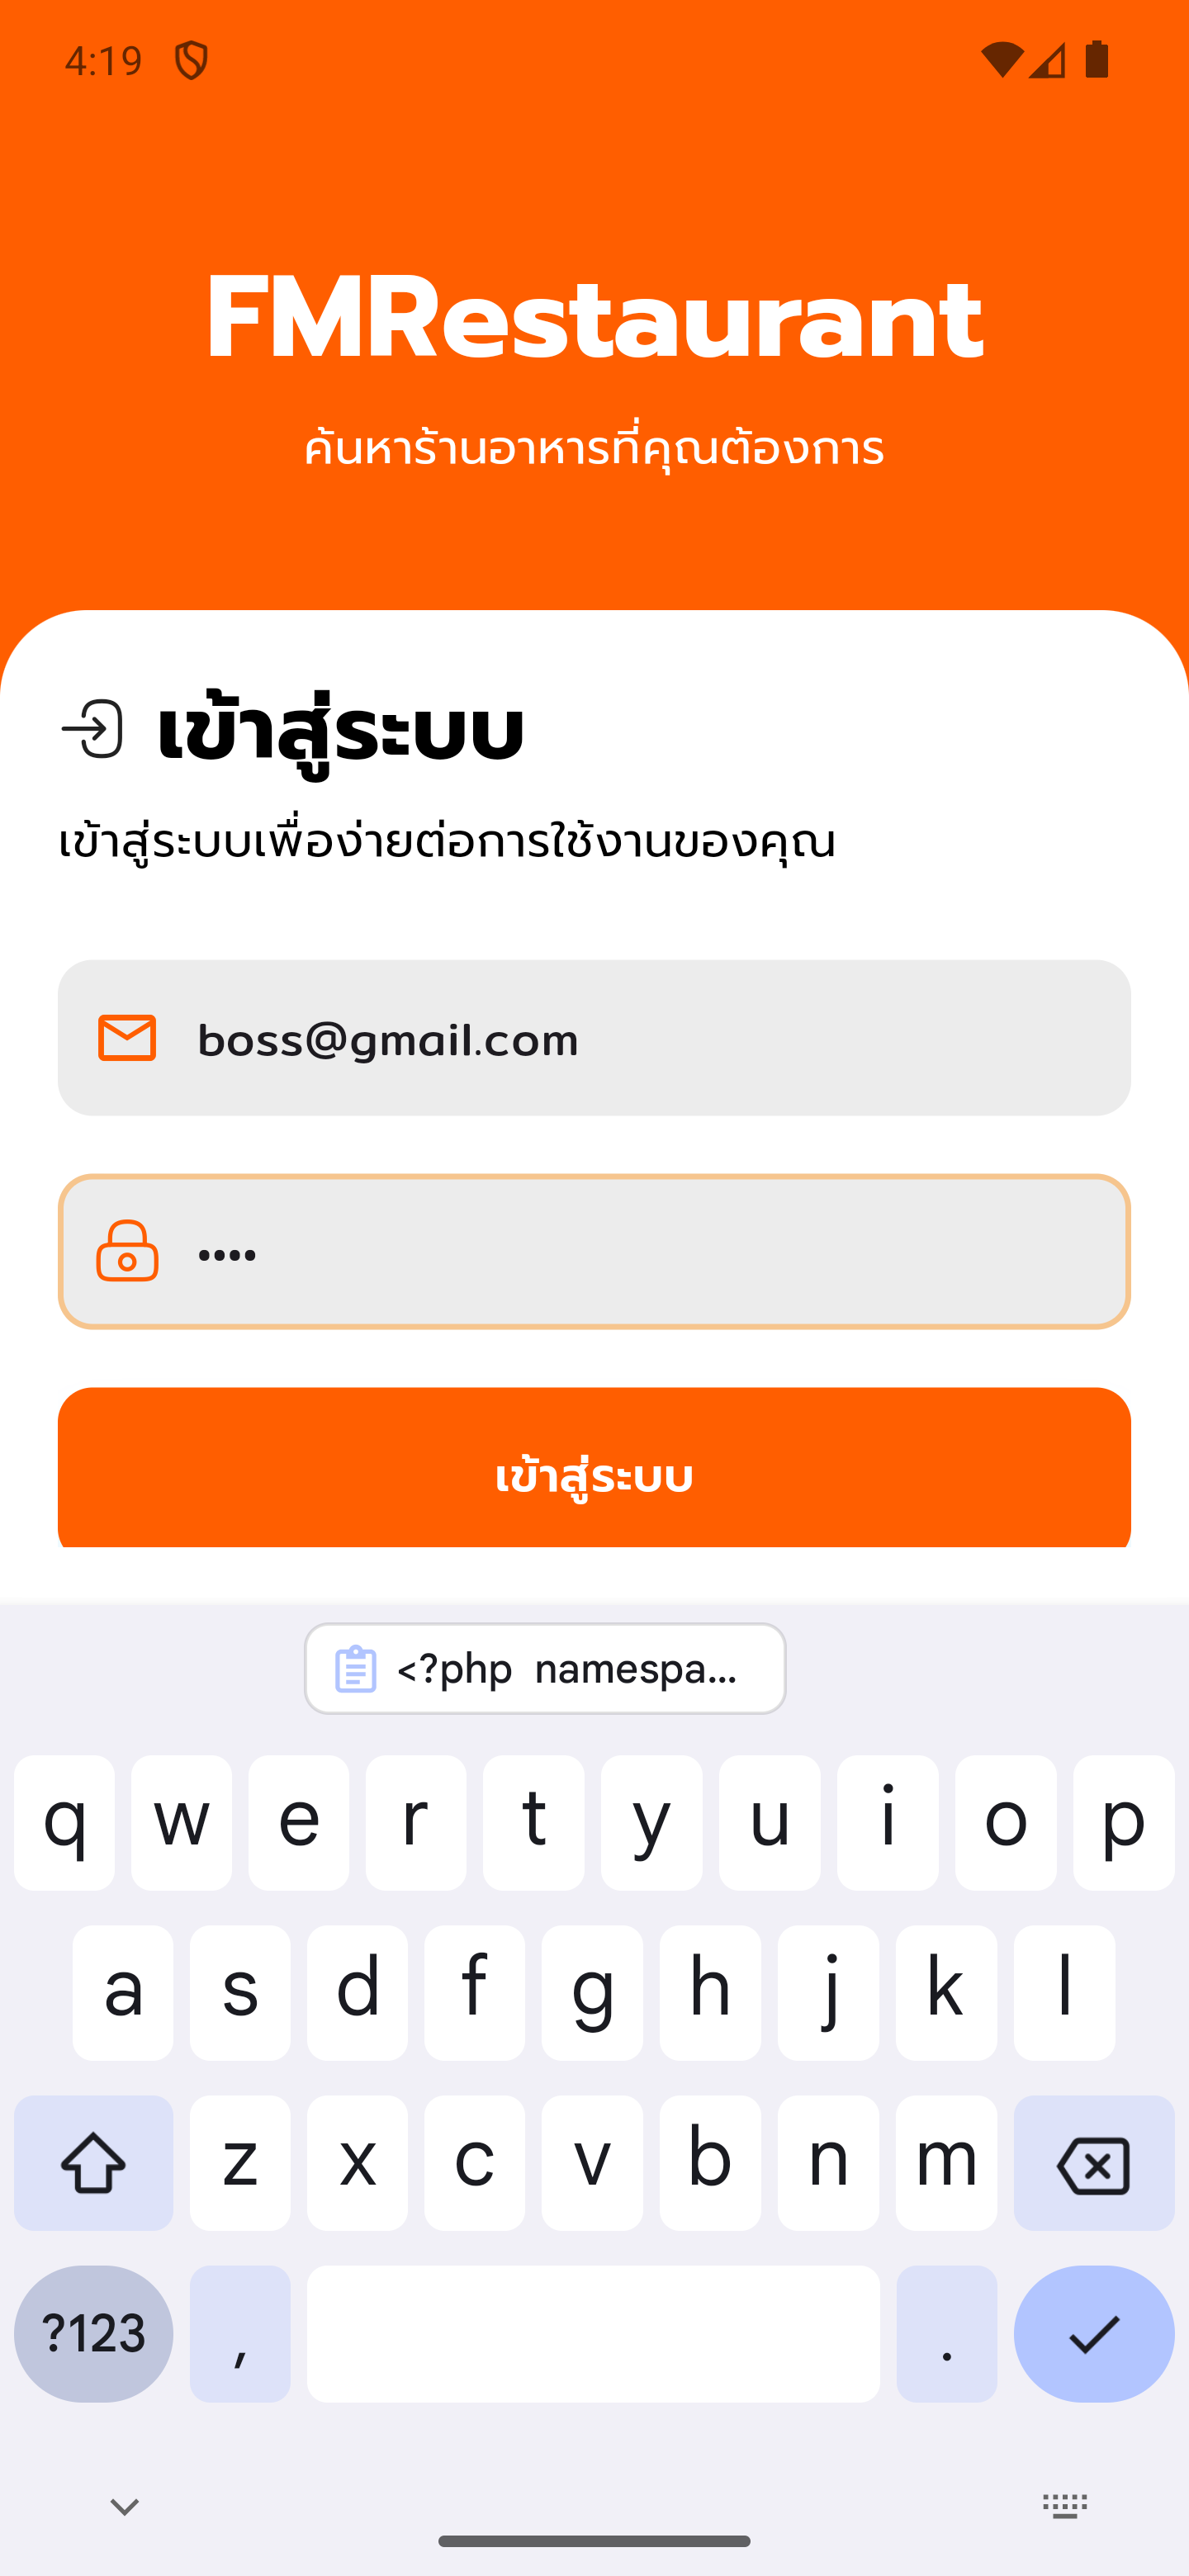 4:19
FMRestaurant
ค้นหาร้านอาหารที่คุณต้องการ
เข้าสู่ระบบ
เข้าสู่ระบบเพื่อง่ายต่อการใช้งานของคุณ
boss@gmail.com
••••
เข้าสู่ระบบ
<?php namespa...
q w e r t y u i o p
a s d f g h j k l
z x c v b n m
?123 , .